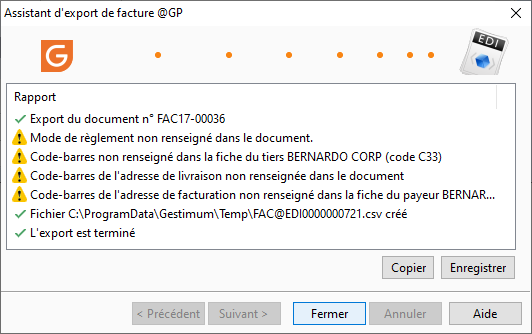 Assistant d'export de facture @GP
G
EDI
Rapport
Export du document n° FAC17-00036
Mode de règlement non renseigné dans le document.
Code-barres non renseigné dans la fiche du tiers BERNARDO CORP (code C33)
Code-barres de l'adresse de livraison non renseignée dans le document
Code-barres de l'adresse de facturation non renseigné dans la fiche du payeur BERNAR...
Fichier C:\ProgramData\Gestimum\Temp\FAC@EDI0000000721.csv créé
L'export est terminé
Copier Enregistrer
< Précédent Suivant > Fermer Annuler Aide